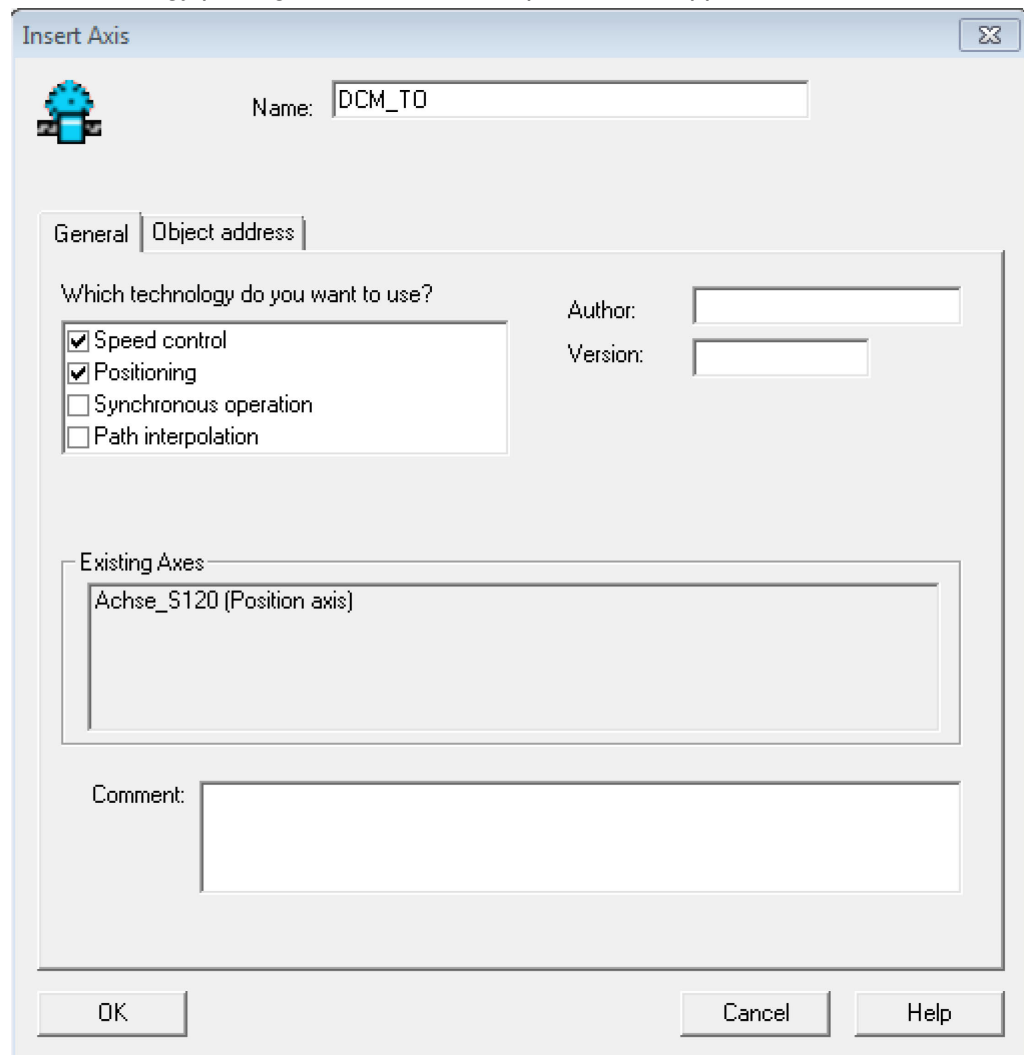 Insert Axis
Name: DCM_TO
General Object address
Which technology do you want to use?
Author:
Speed control
Version:
Positioning
Synchronous operation
Path interpolation
Existing Axes
Achse_S120 (Position axis)
Comment:
OK Cancel Help